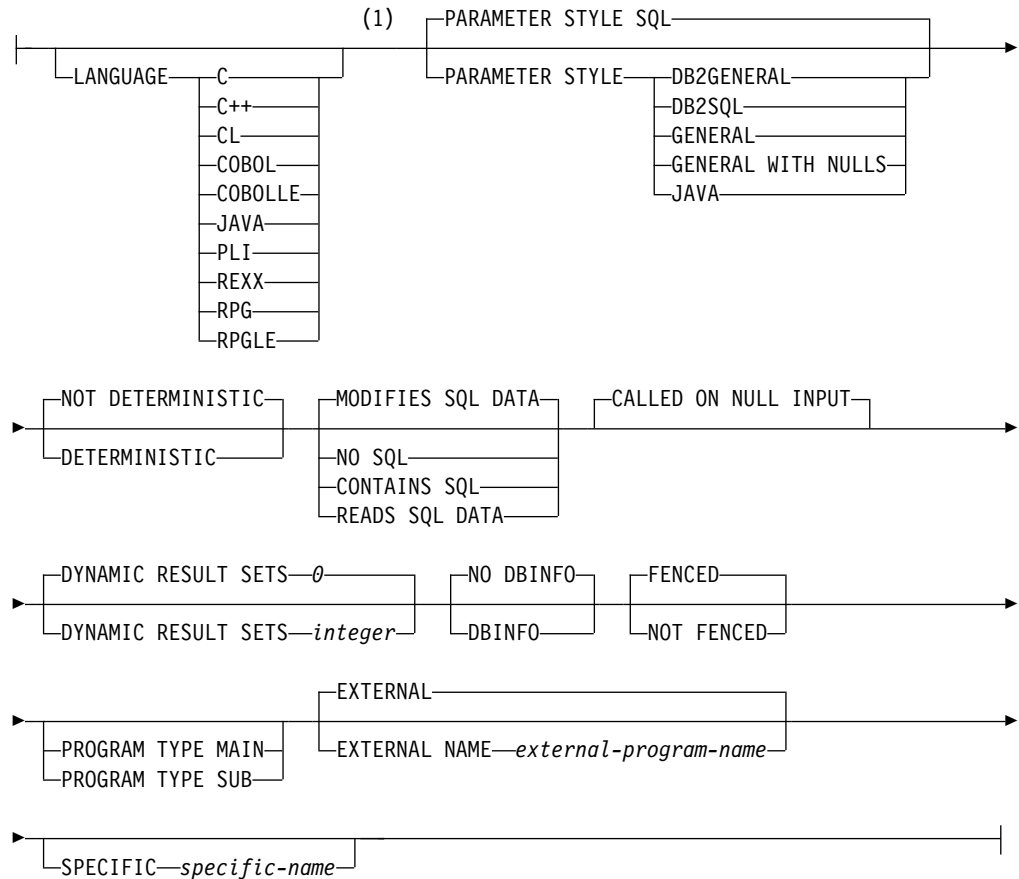 (1) PARAMETER STYLE SQL
LANGUAGE C PARAMETER STYLE DB2GENERAL
C++ DB2SQL
CL GENERAL
COBOL GENERAL WITH NULLS
COBOLLE JAVA
JAVA
PLI
REXX
RPG
RPGLE
NOT DETERMINISTIC MODIFIES SQL DATA CALLED ON NULL INPUT
DETERMINISTIC NO SQL
CONTAINS SQL
READS SQL DATA
DYNAMIC RESULT SETS 0 NO DBINFO FENCED
DYNAMIC RESULT SETS integer DBINFO NOT FENCED
EXTERNAL
PROGRAM TYPE MAIN EXTERNAL NAME external-program-name
PROGRAM TYPE SUB
SPECIFIC specific-name